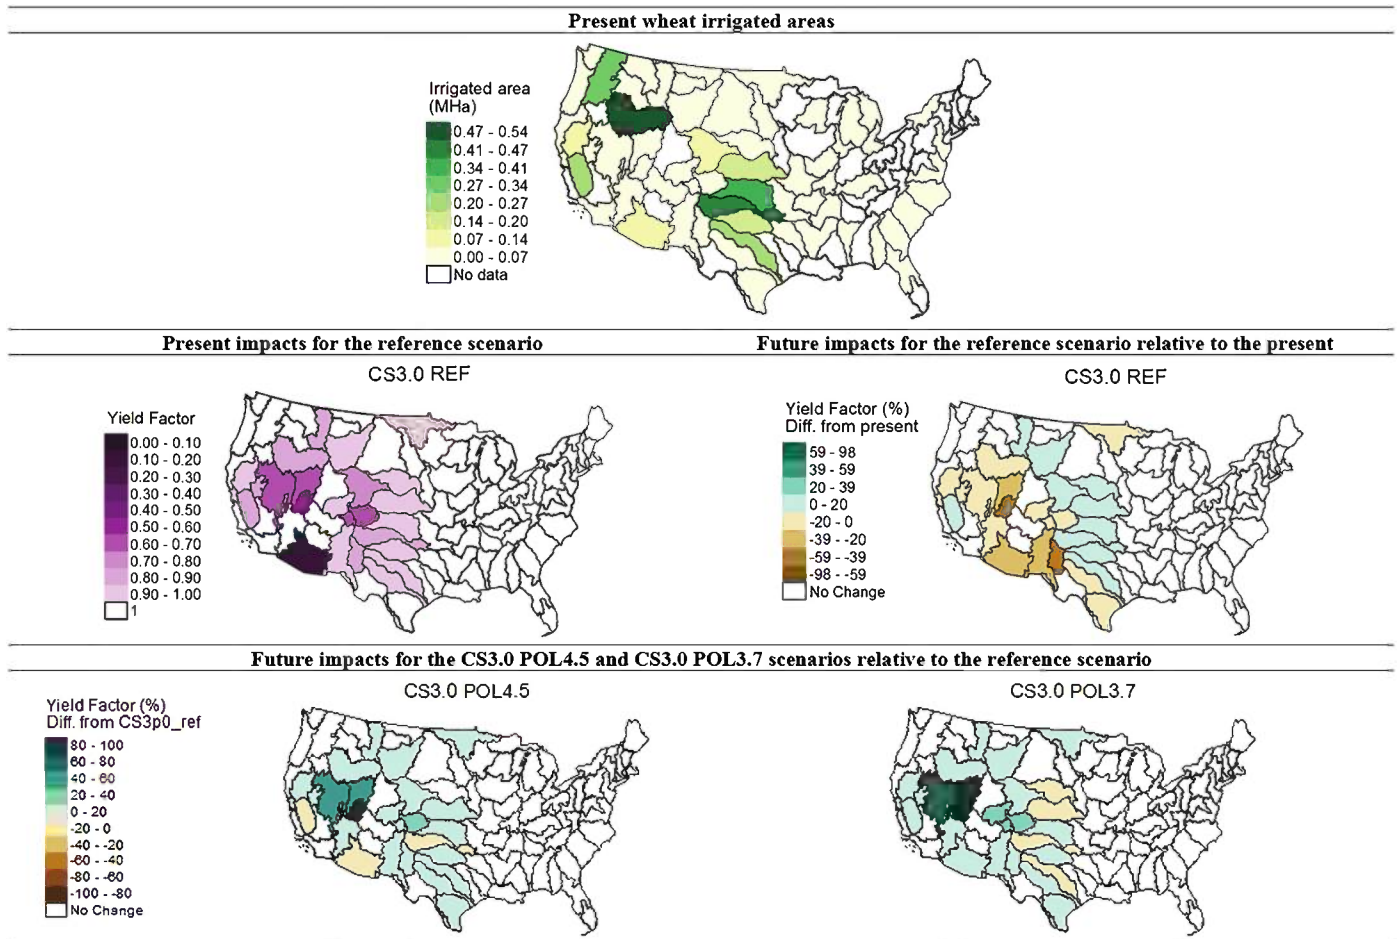 Present wheat irrigated areas
Irrigated area
(MHa)
0.47 - 0.54
0.41 - 0.47
0.34 - 0.41
0.27 - 0.34
0.20 - 0.27
0.14 - 0.20
0.07 - 0.14
0.00 - 0.07
No data
Present impacts for the reference scenario
Future impacts for the reference scenario relative to the present
CS3.0 REF
Yield Factor
0.00 - 0.10
0.10 - 0.20
0.20 - 0.30
0.30 - 0.40
0.40 - 0.50
0.50 - 0.60
0.60 - 0.70
0.70 - 0.80
0.80 - 0.90
0.90 - 1.00
1
CS3.0 REF
Yield Factor (%)
Diff. from present
59 - 98
39 - 59
20 - 39
0 - 20
-20 - 0
-39 - -20
-59 - -39
-98 - -59
No Change
Future impacts for the CS3.0 POL4.5 and CS3.0 POL3.7 scenarios relative to the reference scenario
CS3.0 POL4.5
CS3.0 POL3.7
Yield Factor (%)
Diff. from CS3p0_ref
80 - 100
60 - 80
40 - 60
20 - 40
0 - 20
-20 - 0
-40 - -20
-60 - -40
-80 - -60
-100 - -80
No Change